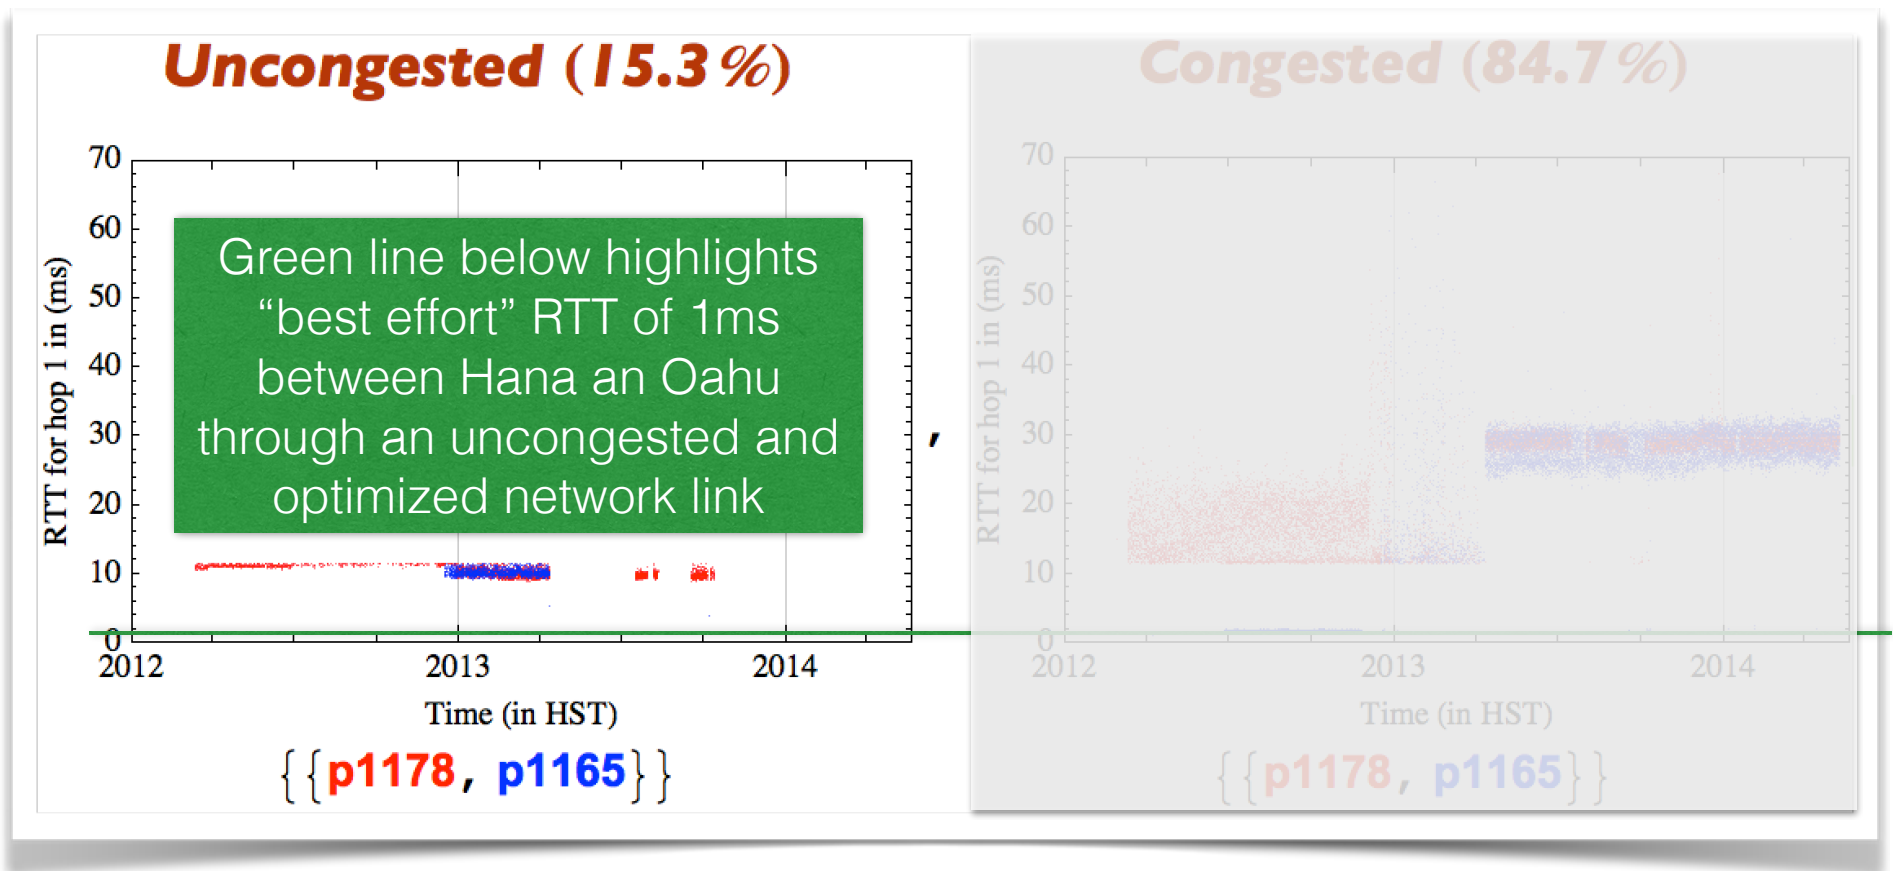 Uncongested (15.3%)
70
60
50
40
30
20
10
0
RTT for hop 1 in (ms)
Green line below highlights
“best effort” RTT of 1ms
between Hana an Oahu
through an uncongested and
optimized network link
2012 2013 2014
Time (in HST)
{{p1178, p1165}}
,
Congested (84.7%)
70
60
50
40
30
20
10
0
RTT for hop 1 in (ms)
2012 2013 2014
Time (in HST)
{{p1178, p1165}}